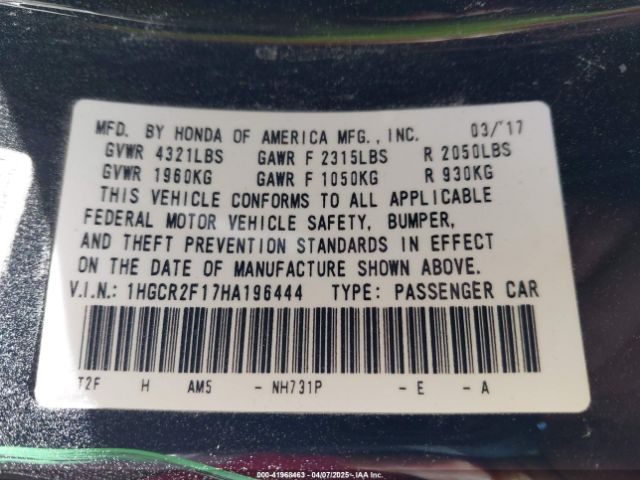 MFD. BY HONDA OF AMERICA MFG., INC. 03/17
GVWR 4321LBS GAWR F 2315LBS R 2050LBS
GVWR 1960KG GAWR F 1050KG R 930KG
THIS VEHICLE CONFORMS TO ALL APPLICABLE
FEDERAL MOTOR VEHICLE SAFETY, BUMPER,
AND THEFT PREVENTION STANDARDS IN EFFECT
ON THE DATE OF MANUFACTURE SHOWN ABOVE.
V.I.N.: 1HGCR2F17HA196444 TYPE: PASSENGER CAR
T2F H AM5 - NH731P - E - A
000-41968463 - 04/07/2025 - IAA Inc.